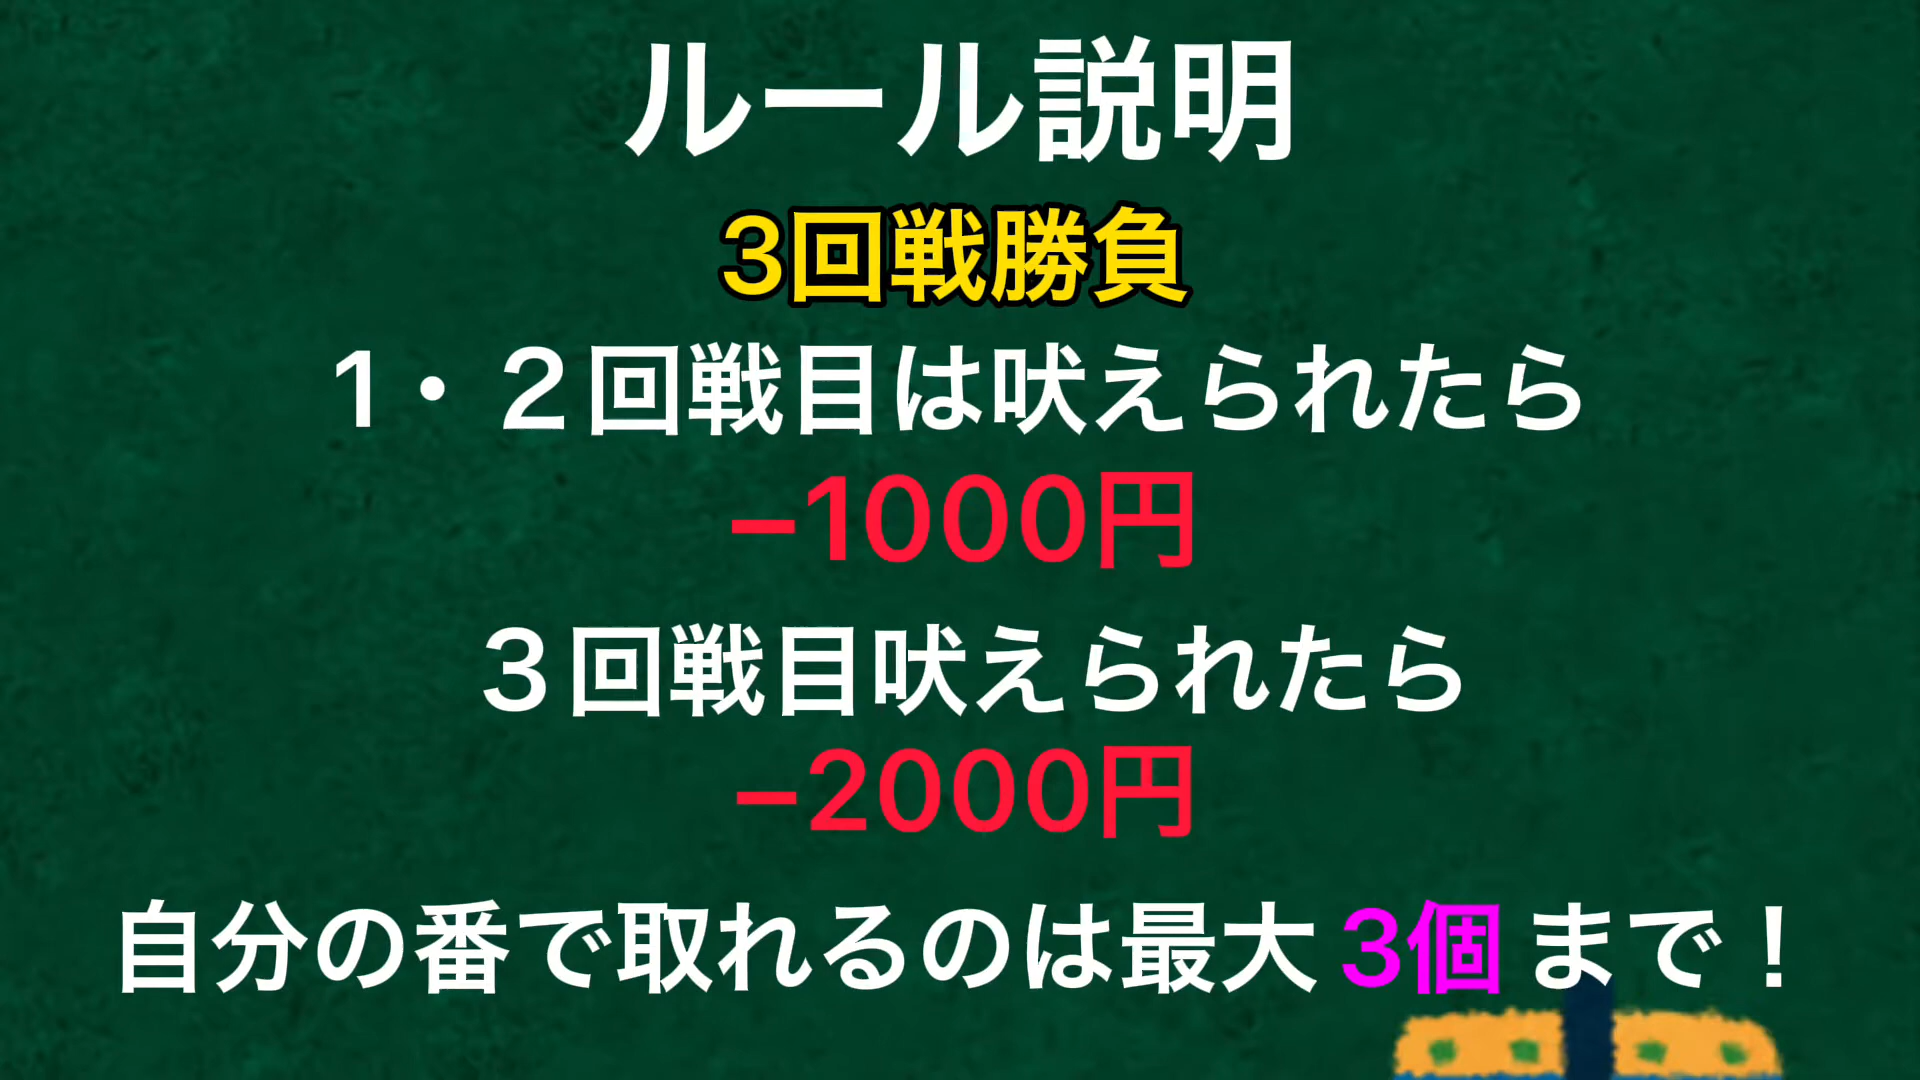 ルール説明
3回戦勝負
1・２回戦目は吠えられたら
−1000円
３回戦目吠えられたら
−2000円
自分の番で取れるのは最大3個まで！